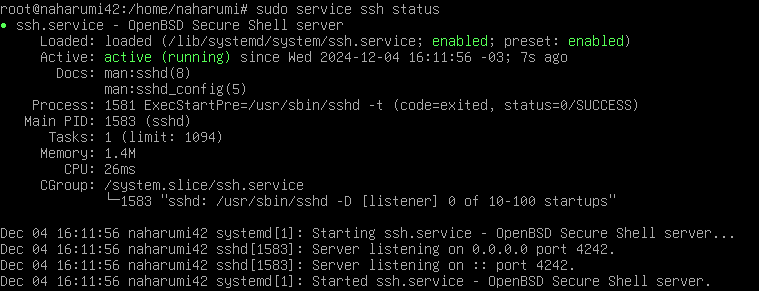 root@naharumi42:/home/naharumi# sudo service ssh status
● ssh.service - OpenBSD Secure Shell server
Loaded: loaded (/lib/systemd/system/ssh.service; enabled; preset: enabled)
Active: active (running) since Wed 2024-12-04 16:11:56 -03; 7s ago
Docs: man:sshd(8)
man:sshd_config(5)
Process: 1581 ExecStartPre=/usr/sbin/sshd -t (code=exited, status=0/SUCCESS)
Main PID: 1583 (sshd)
Tasks: 1 (limit: 1094)
Memory: 1.4M
CPU: 26ms
CGroup: /system.slice/ssh.service
└─1583 "sshd: /usr/sbin/sshd -D [listener] 0 of 10-100 startups"
Dec 04 16:11:56 naharumi42 systemd[1]: Starting ssh.service - OpenBSD Secure Shell server...
Dec 04 16:11:56 naharumi42 sshd[1583]: Server listening on 0.0.0.0 port 4242.
Dec 04 16:11:56 naharumi42 sshd[1583]: Server listening on :: port 4242.
Dec 04 16:11:56 naharumi42 systemd[1]: Started ssh.service - OpenBSD Secure Shell server.